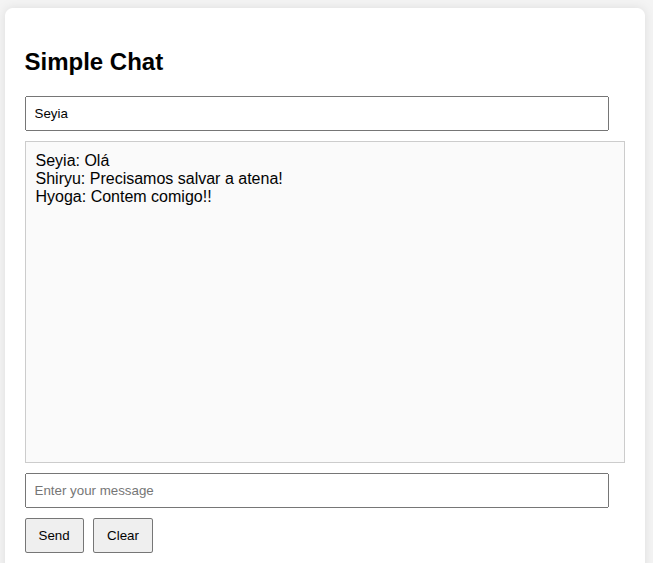 Simple Chat
Seyia
Seyia: Olá
Shiryu: Precisamos salvar a atena!
Hyoga: Contem comigo!!
Enter your message
Send Clear